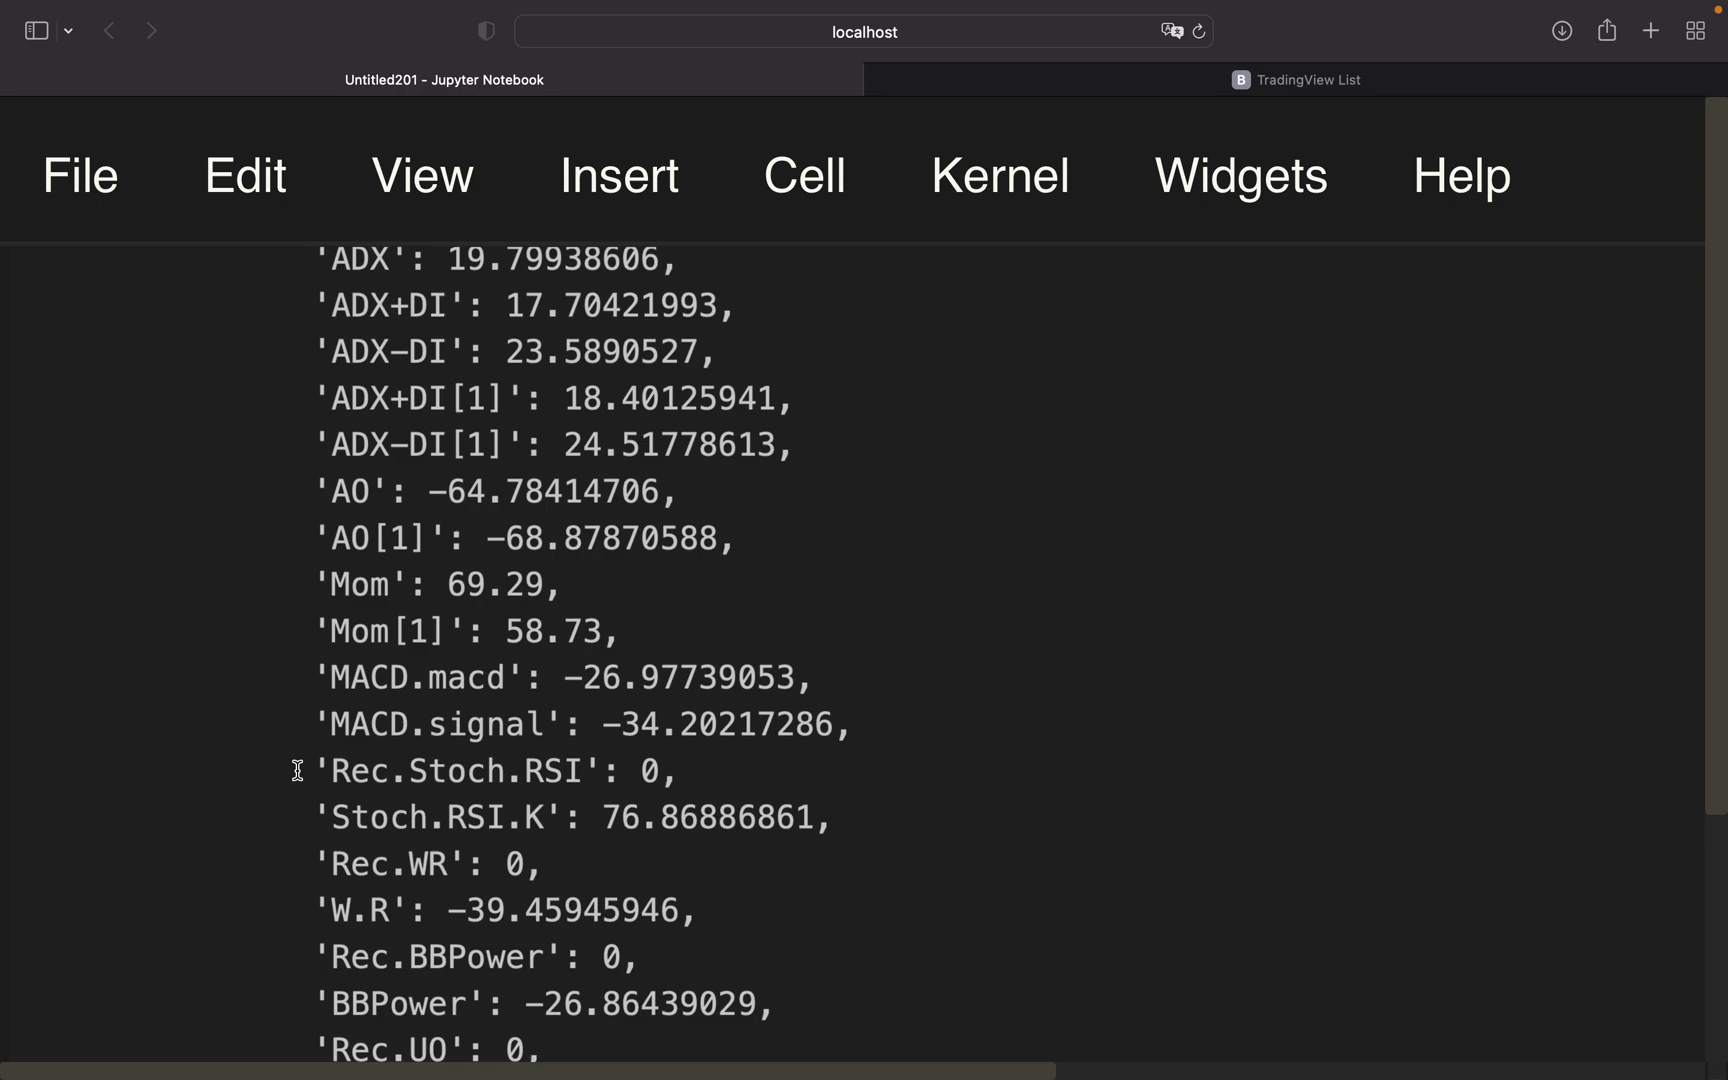 localhost
Untitled201 - Jupyter Notebook
B TradingView List
File Edit View Insert Cell Kernel Widgets Help
'ADX': 19.79938606,
'ADX+DI': 17.70421993,
'ADX-DI': 23.5890527,
'ADX+DI[1]': 18.40125941,
'ADX-DI[1]': 24.51778613,
'AO': -64.78414706,
'AO[1]': -68.87870588,
'Mom': 69.29,
'Mom[1]': 58.73,
'MACD.macd': -26.97739053,
'MACD.signal': -34.20217286,
'Rec.Stoch.RSI': 0,
'Stoch.RSI.K': 76.86886861,
'Rec.WR': 0,
'W.R': -39.45945946,
'Rec.BBPower': 0,
'BBPower': -26.86439029,
'Rec.UO': 0,